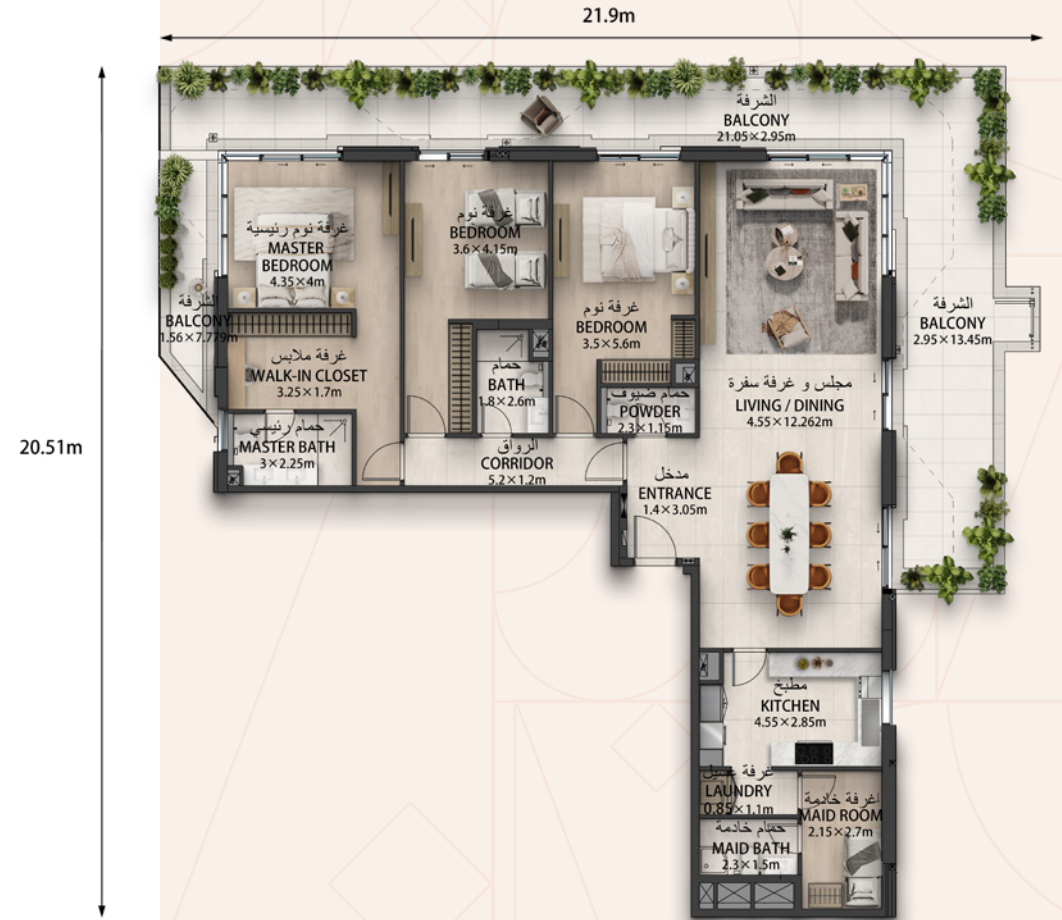 21.9m
الشرفة
BALCONY
21.05×2.95m
غرفة نوم رئيسية
MASTER
BEDROOM
4.35×4m
غرفة نوم
BEDROOM
3.6×4.15m
غرفة نوم
BEDROOM
3.5×5.6m
الشرفة
BALCONY
1.56×7.779m
الشرفة
BALCONY
2.95×13.45m
غرفة ملابس
WALK-IN CLOSET
3.25×1.7m
حمام
BATH
1.8×2.6m
حمام ضيوف
POWDER
2.3×1.15m
مجلس و غرفة سفرة
LIVING / DINING
4.55×12.262m
حمام رئيسي
MASTER BATH
3×2.25m
الرواق
CORRIDOR
5.2×1.2m
20.51m
مدخل
ENTRANCE
1.4×3.05m
مطبخ
KITCHEN
4.55×2.85m
غرفة غسيل
LAUNDRY
0.85×1.1m
غرفة خادمة
MAID ROOM
2.15×2.7m
حمام خادمة
MAID BATH
2.3×1.5m